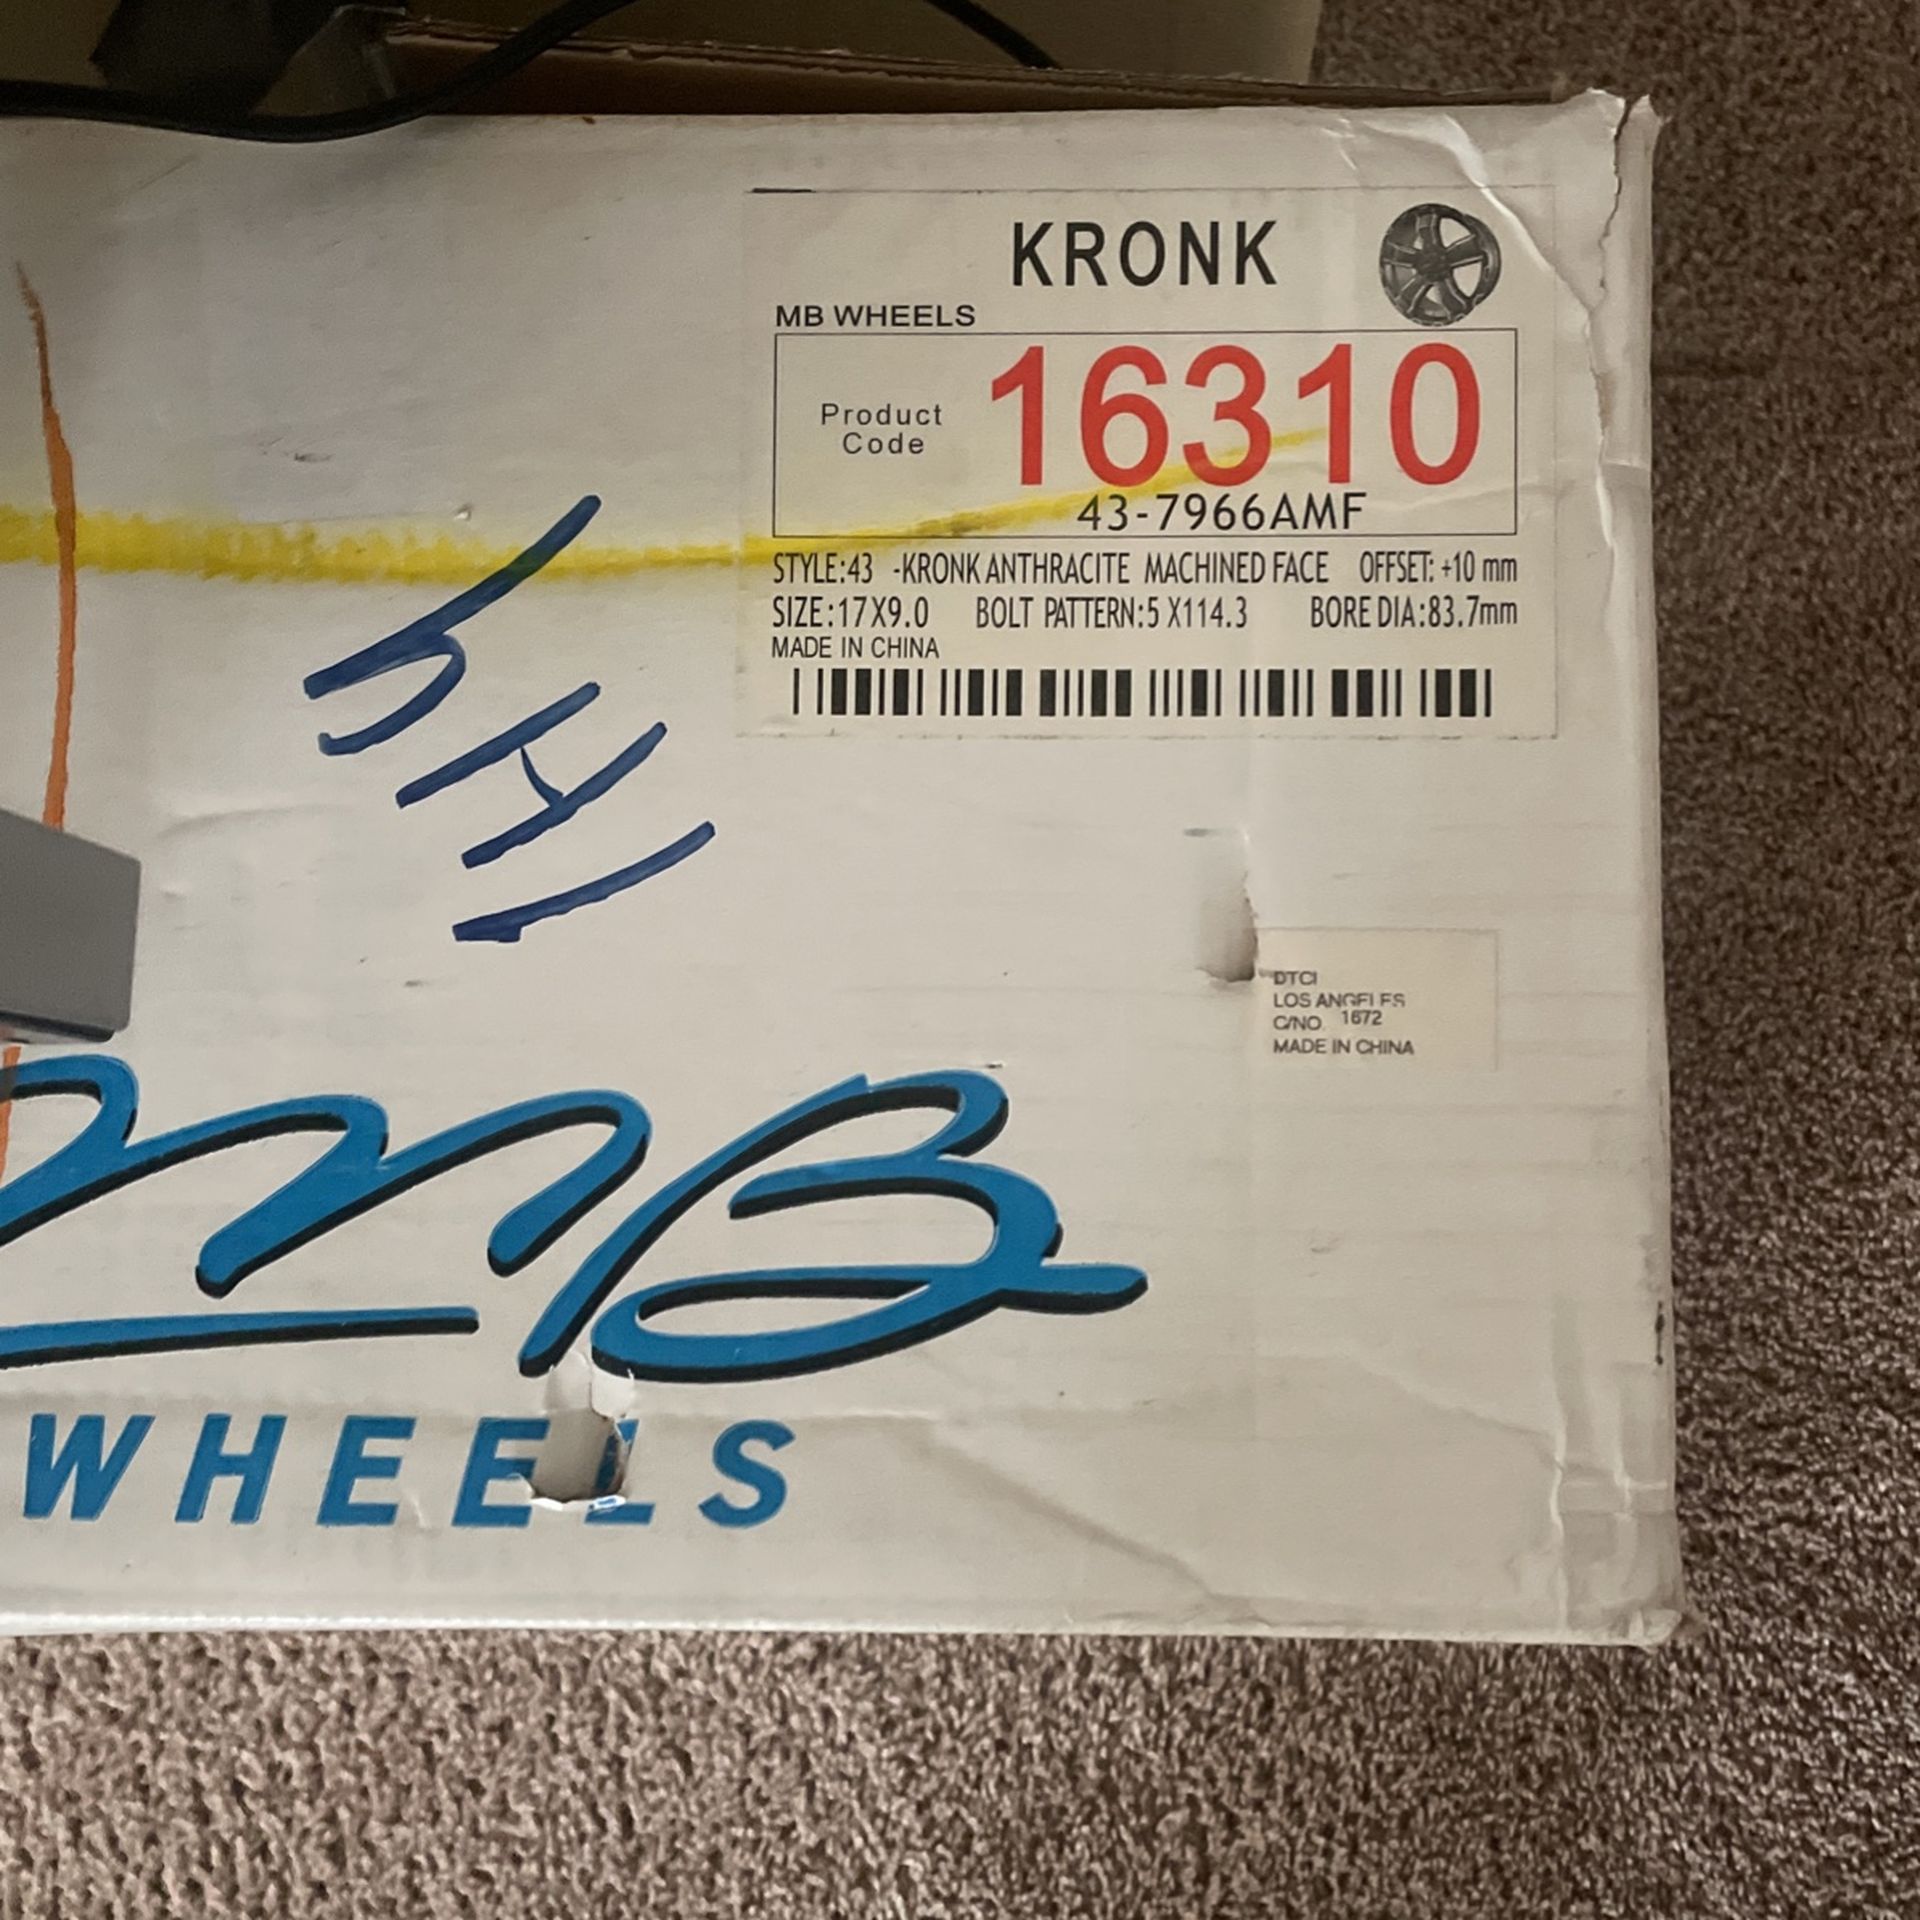 KRONK
MB WHEELS
Product Code 16310
43-7966AMF
STYLE:43 -KRONK ANTHRACITE MACHINED FACE OFFSET: +10 mm
SIZE:17X9.0 BOLT PATTERN:5 X114.3 BORE DIA:83.7mm
MADE IN CHINA
DTCI
LOS ANGELES
C/NO. 1672
MADE IN CHINA
MB
WHEELS